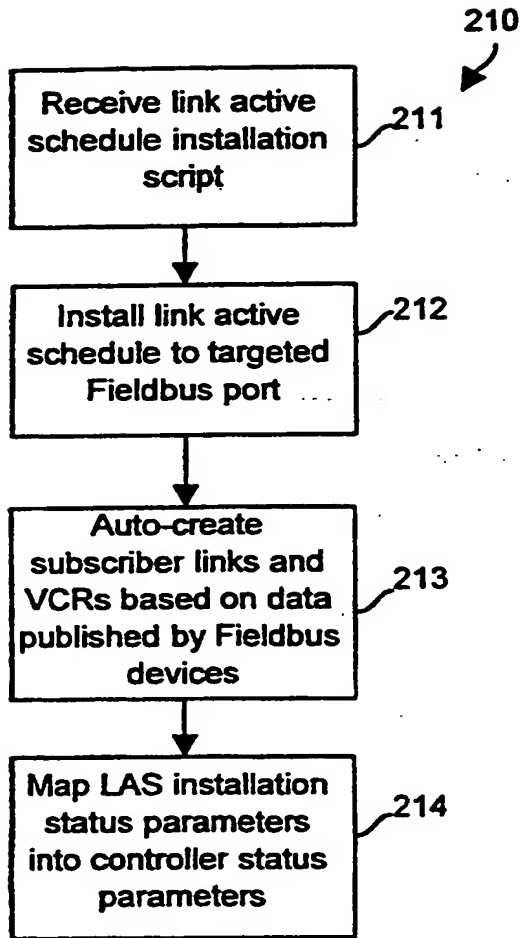 210
Receive link active
schedule installation
script
211
Install link active
schedule to targeted
Fieldbus port
212
Auto-create
subscriber links and
VCRs based on data
published by Fieldbus
devices
213
Map LAS installation
status parameters
into controller status
parameters
214